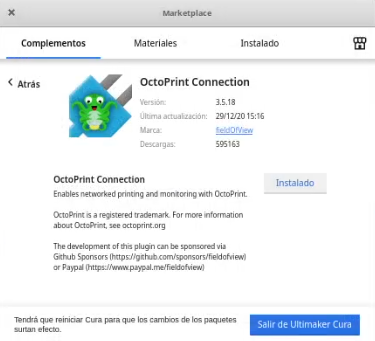 Marketplace
Complementos
Materiales
Instalado
Atrás
OctoPrint Connection
Versión: 3.5.18
Última actualización: 29/12/20 15:16
Marca: fieldOfView
Descargas: 595163
OctoPrint Connection
Instalado
Enables networked printing and monitoring with OctoPrint.
OctoPrint is a registered trademark. For more information
about OctoPrint, see octoprint.org
The development of this plugin can be sponsored via
Github Sponsors (https://github.com/sponsors/fieldofview)
or Paypal (https://www.paypal.me/fieldofview)
Tendrá que reiniciar Cura para que los cambios de los paquetes
surtan efecto.
Salir de Ultimaker Cura